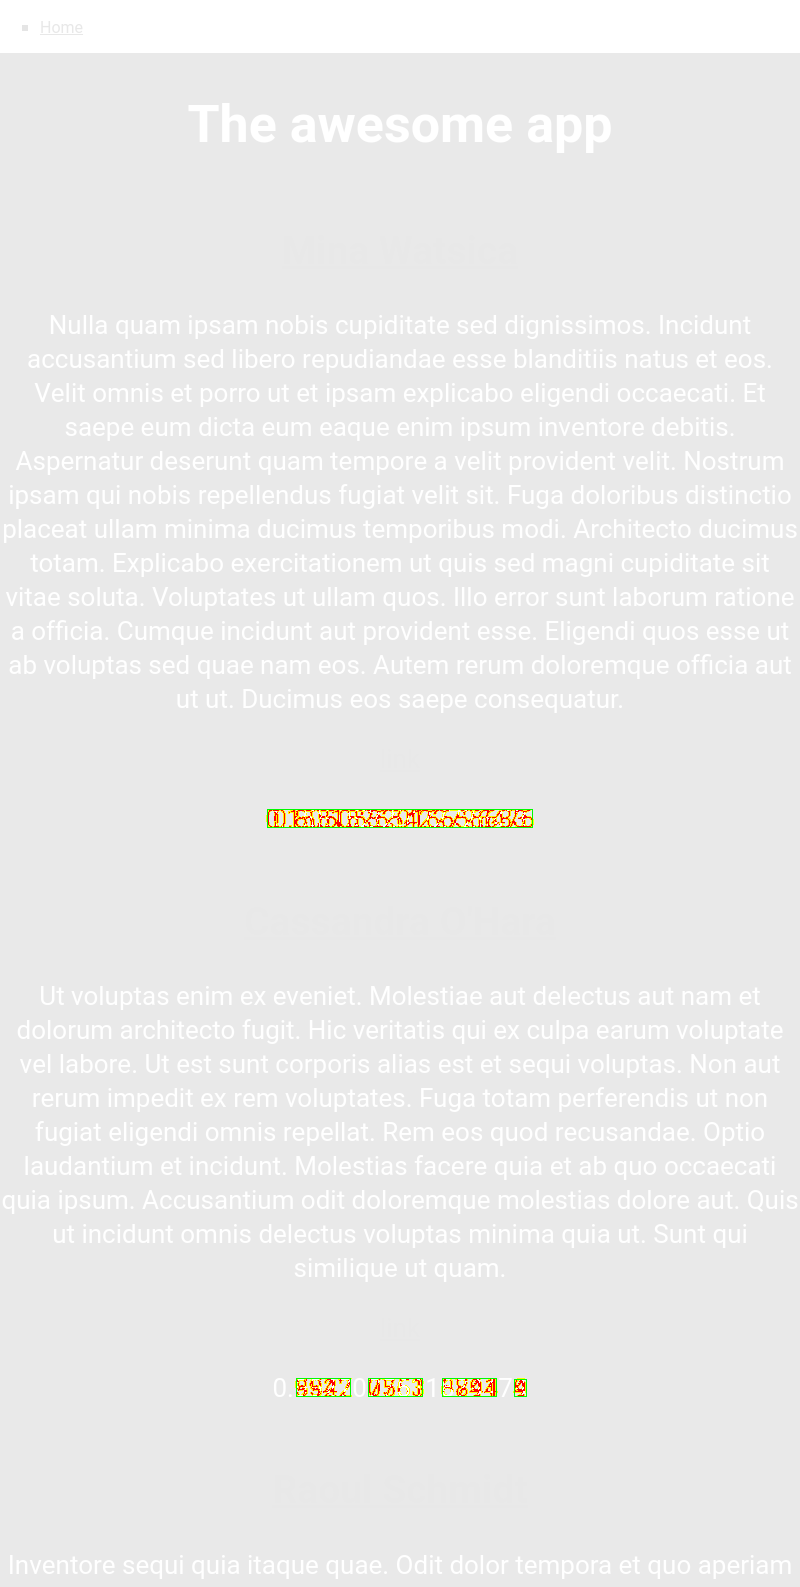 Home
The awesome app
Nulla quam ipsam nobis cupiditate sed dignissimos. Incidunt
accusantium sed libero repudiandae esse blanditiis natus et eos.
Velit omnis et porro ut et ipsam explicabo eligendi occaecati. Et
saepe eum dicta eum eaque enim ipsum inventore debitis.
Aspernatur deserunt quam tempore a velit provident velit. Nostrum
ipsam qui nobis repellendus fugiat velit sit. Fuga doloribus distinctio
placeat ullam minima ducimus temporibus modi. Architecto ducimus
totam. Explicabo exercitationem ut quis sed magni cupiditate sit
vitae soluta. Voluptates ut ullam quos. Illo error sunt laborum ratione
a officia. Cumque incidunt aut provident esse. Eligendi quos esse ut
ab voluptas sed quae nam eos. Autem rerum doloremque officia aut
ut ut. Ducimus eos saepe consequatur.
Ut voluptas enim ex eveniet. Molestiae aut delectus aut nam et
dolorum architecto fugit. Hic veritatis qui ex culpa earum voluptate
vel labore. Ut est sunt corporis alias est et sequi voluptas. Non aut
rerum impedit ex rem voluptates. Fuga totam perferendis ut non
fugiat eligendi omnis repellat. Rem eos quod recusandae. Optio
laudantium et incidunt. Molestias facere quia et ab quo occaecati
quia ipsum. Accusantium odit doloremque molestias dolore aut. Quis
ut incidunt omnis delectus voluptas minima quia ut. Sunt qui
similique ut quam.
Inventore sequi quia itaque quae. Odit dolor tempora et quo aperiam